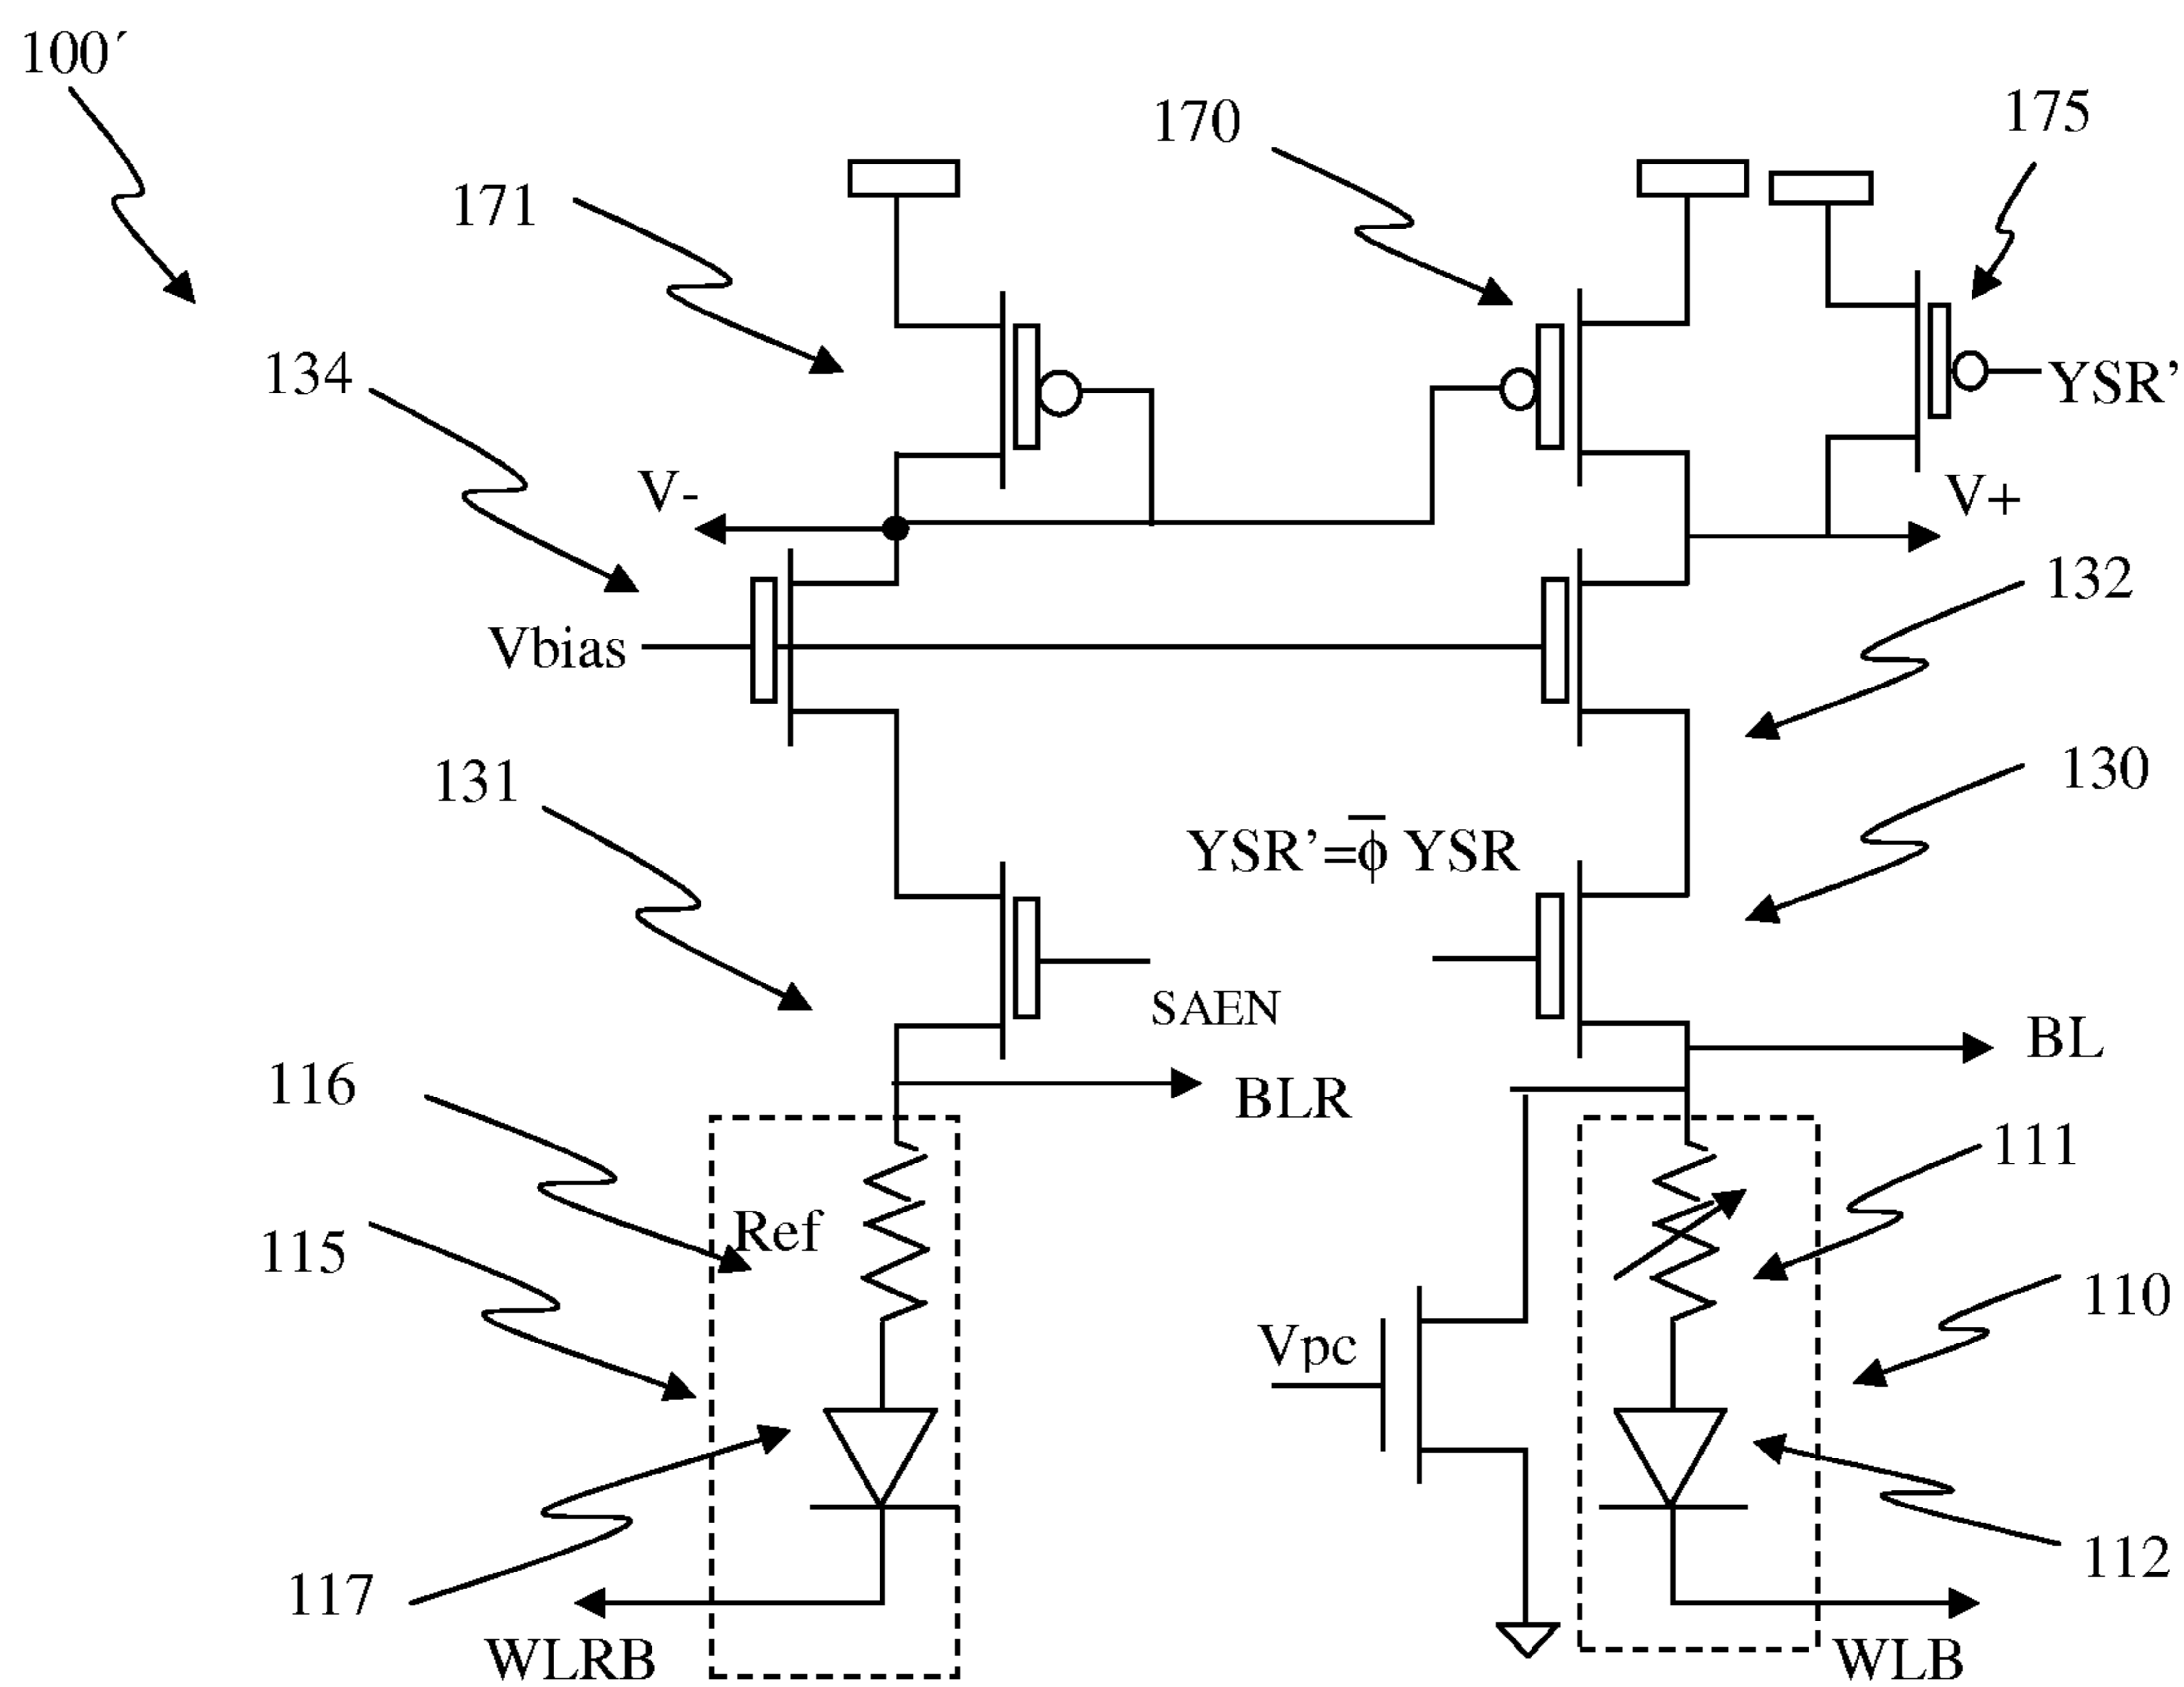 100´
170
175
171
134
YSR'
V-
V+
132
Vbias
131
130
YSR'=ϕ̅ YSR
SAEN
BL
116
BLR
111
Ref
115
110
Vpc
112
117
WLRB
WLB